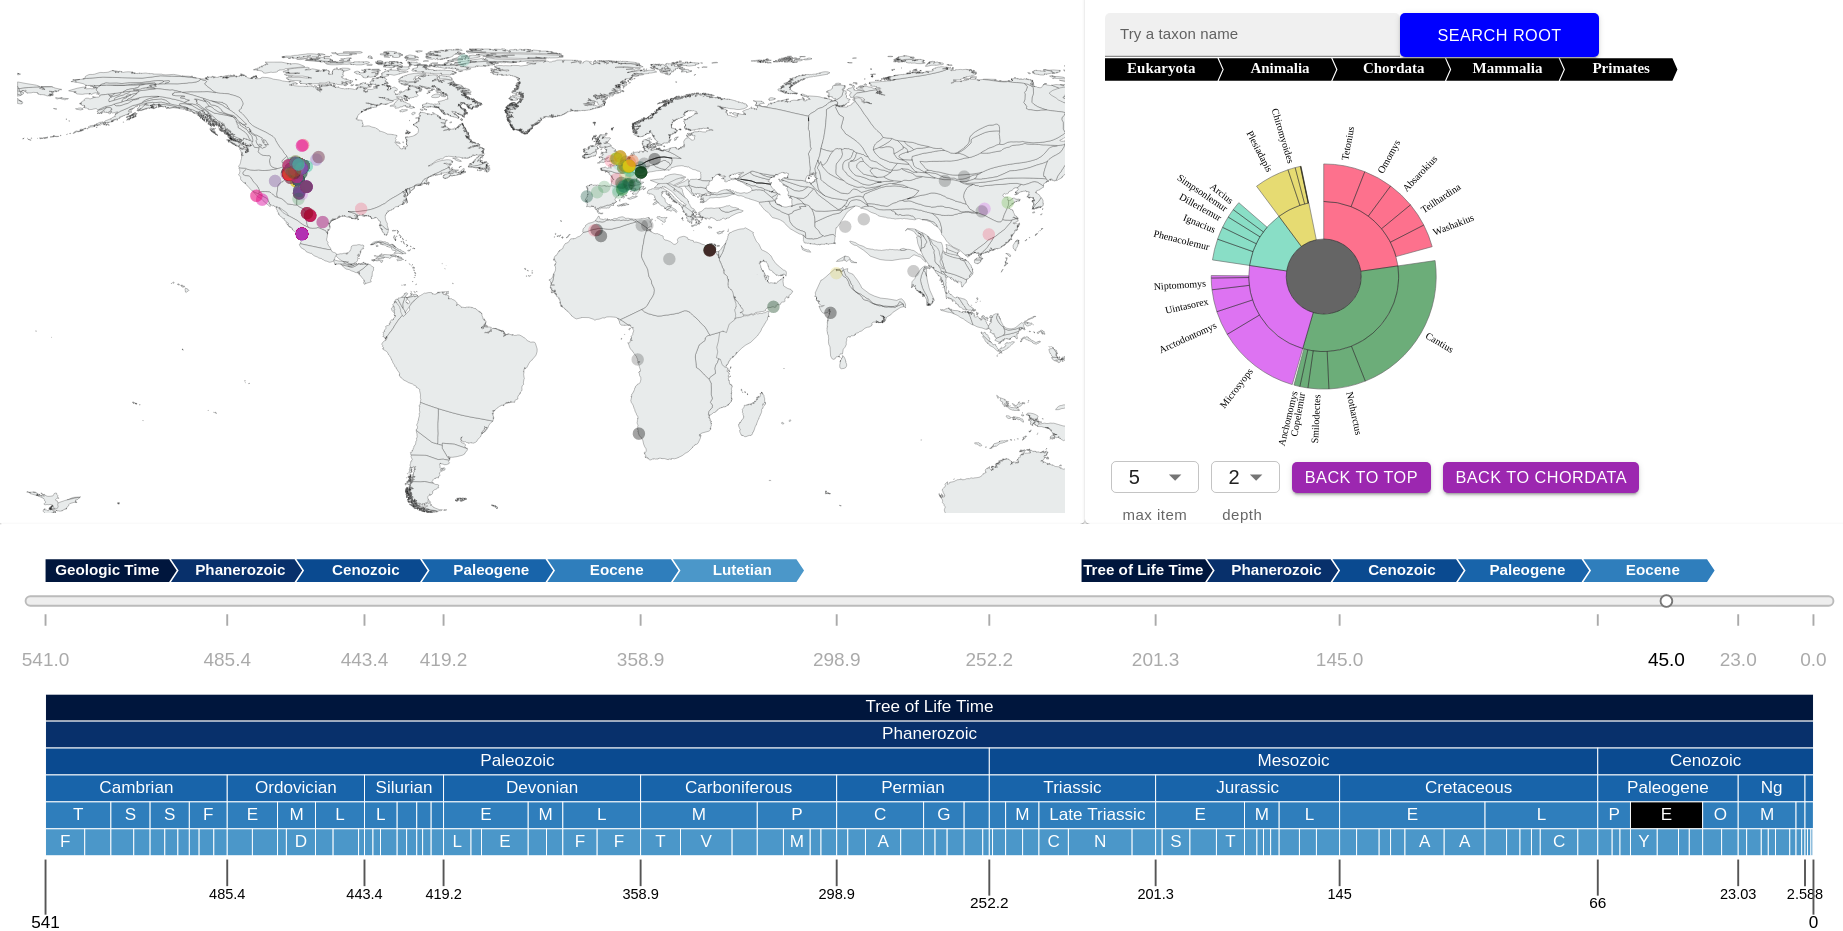 Try a taxon name
SEARCH ROOT
Eukaryota Animalia Chordata Mammalia Primates
Tetonius
Omomys
Absarokius
Teilhardina
Washakius
Cantius
Notharctus
Smilodectes
Copelemur
Anchomomys
Microsyops
Arctodontomys
Uintasorex
Niptomomys
Phenacolemur
Ignacius
Dillerlemur
Simpsonlemur
Arcius
Plesiadapis
Chiromyoides
5 2 BACK TO TOP BACK TO CHORDATA
max item depth
Geologic Time Phanerozoic Cenozoic Paleogene Eocene Lutetian
Tree of Life Time Phanerozoic Cenozoic Paleogene Eocene
541.0 485.4 443.4 419.2 358.9 298.9 252.2 201.3 145.0 45.0 23.0 0.0
Tree of Life Time
Phanerozoic
Paleozoic Mesozoic Cenozoic
Cambrian Ordovician Silurian Devonian Carboniferous Permian Triassic Jurassic Cretaceous Paleogene Ng
T S S F E M L L E M L M P C G M Late Triassic E M L E L P E O M
F D L E F F T V M A C N S T A A C Y
485.4 443.4 419.2 358.9 298.9 252.2 201.3 145 66 23.03 2.588
541 0